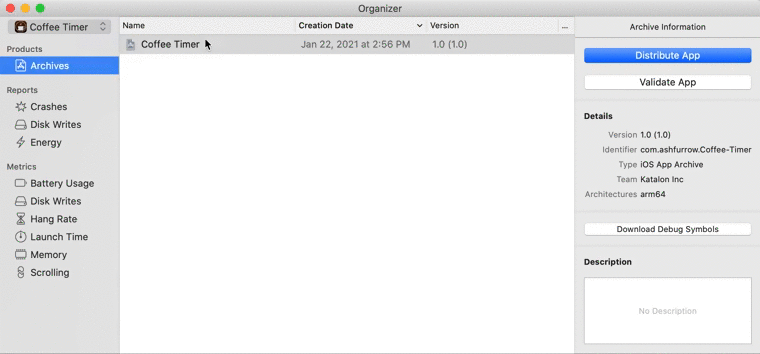 Organizer
Coffee Timer
Products
Archives
Reports
Crashes
Disk Writes
Energy
Metrics
Battery Usage
Disk Writes
Hang Rate
Launch Time
Memory
Scrolling
Name Creation Date Version ...
Coffee Timer Jan 22, 2021 at 2:56 PM 1.0 (1.0)
Archive Information
Distribute App
Validate App
Details
Version 1.0 (1.0)
Identifier com.ashfurrow.Coffee-Timer
Type iOS App Archive
Team Katalon Inc
Architectures arm64
Download Debug Symbols
Description
No Description